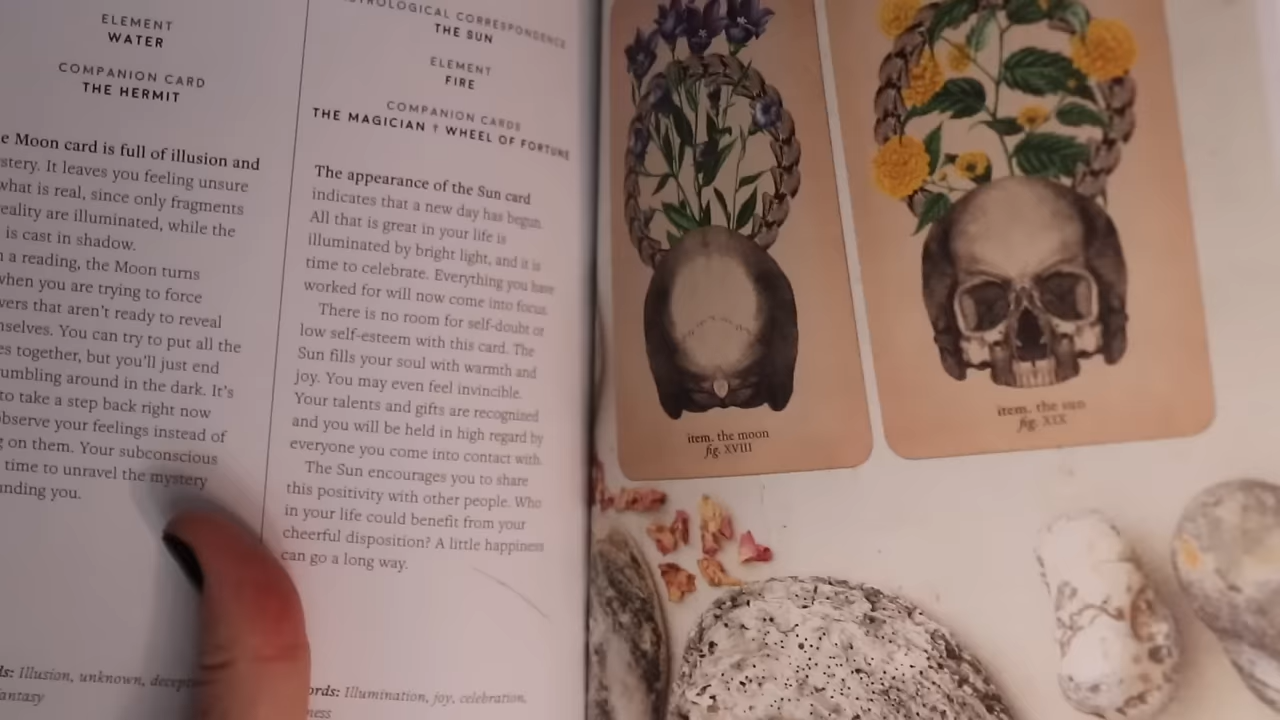 ELEMENT
WATER
COMPANION CARD
THE HERMIT
e Moon card is full of illusion and
stery. It leaves you feeling unsure
what is real, since only fragments
eality are illuminated, while the
is cast in shadow.
n a reading, the Moon turns
when you are trying to force
wers that aren't ready to reveal
mselves. You can try to put all the
es together, but you'll just end
umbling around in the dark. It's
to take a step back right now
observe your feelings instead of
g on them. Your subconscious
time to unravel the mystery
unding you.
ds: Illusion, unknown, decept
fantasy
TROLOGICAL CORRESPONDENCE
THE SUN
ELEMENT
FIRE
COMPANION CARDS
THE MAGICIAN † WHEEL OF FORTUNE
The appearance of the Sun card
indicates that a new day has begun.
All that is great in your life is
illuminated by bright light, and it is
time to celebrate. Everything you have
worked for will now come into focus.
There is no room for self-doubt or
low self-esteem with this card. The
Sun fills your soul with warmth and
joy. You may even feel invincible.
Your talents and gifts are recognised
and you will be held in high regard by
everyone you come into contact with.
The Sun encourages you to share
this positivity with other people. Who
in your life could benefit from your
cheerful disposition? A little happiness
can go a long way.
ords: Illumination, joy, celebration,
ness
item. the moon
fig. XVIII
item. the sun
fig. XIX